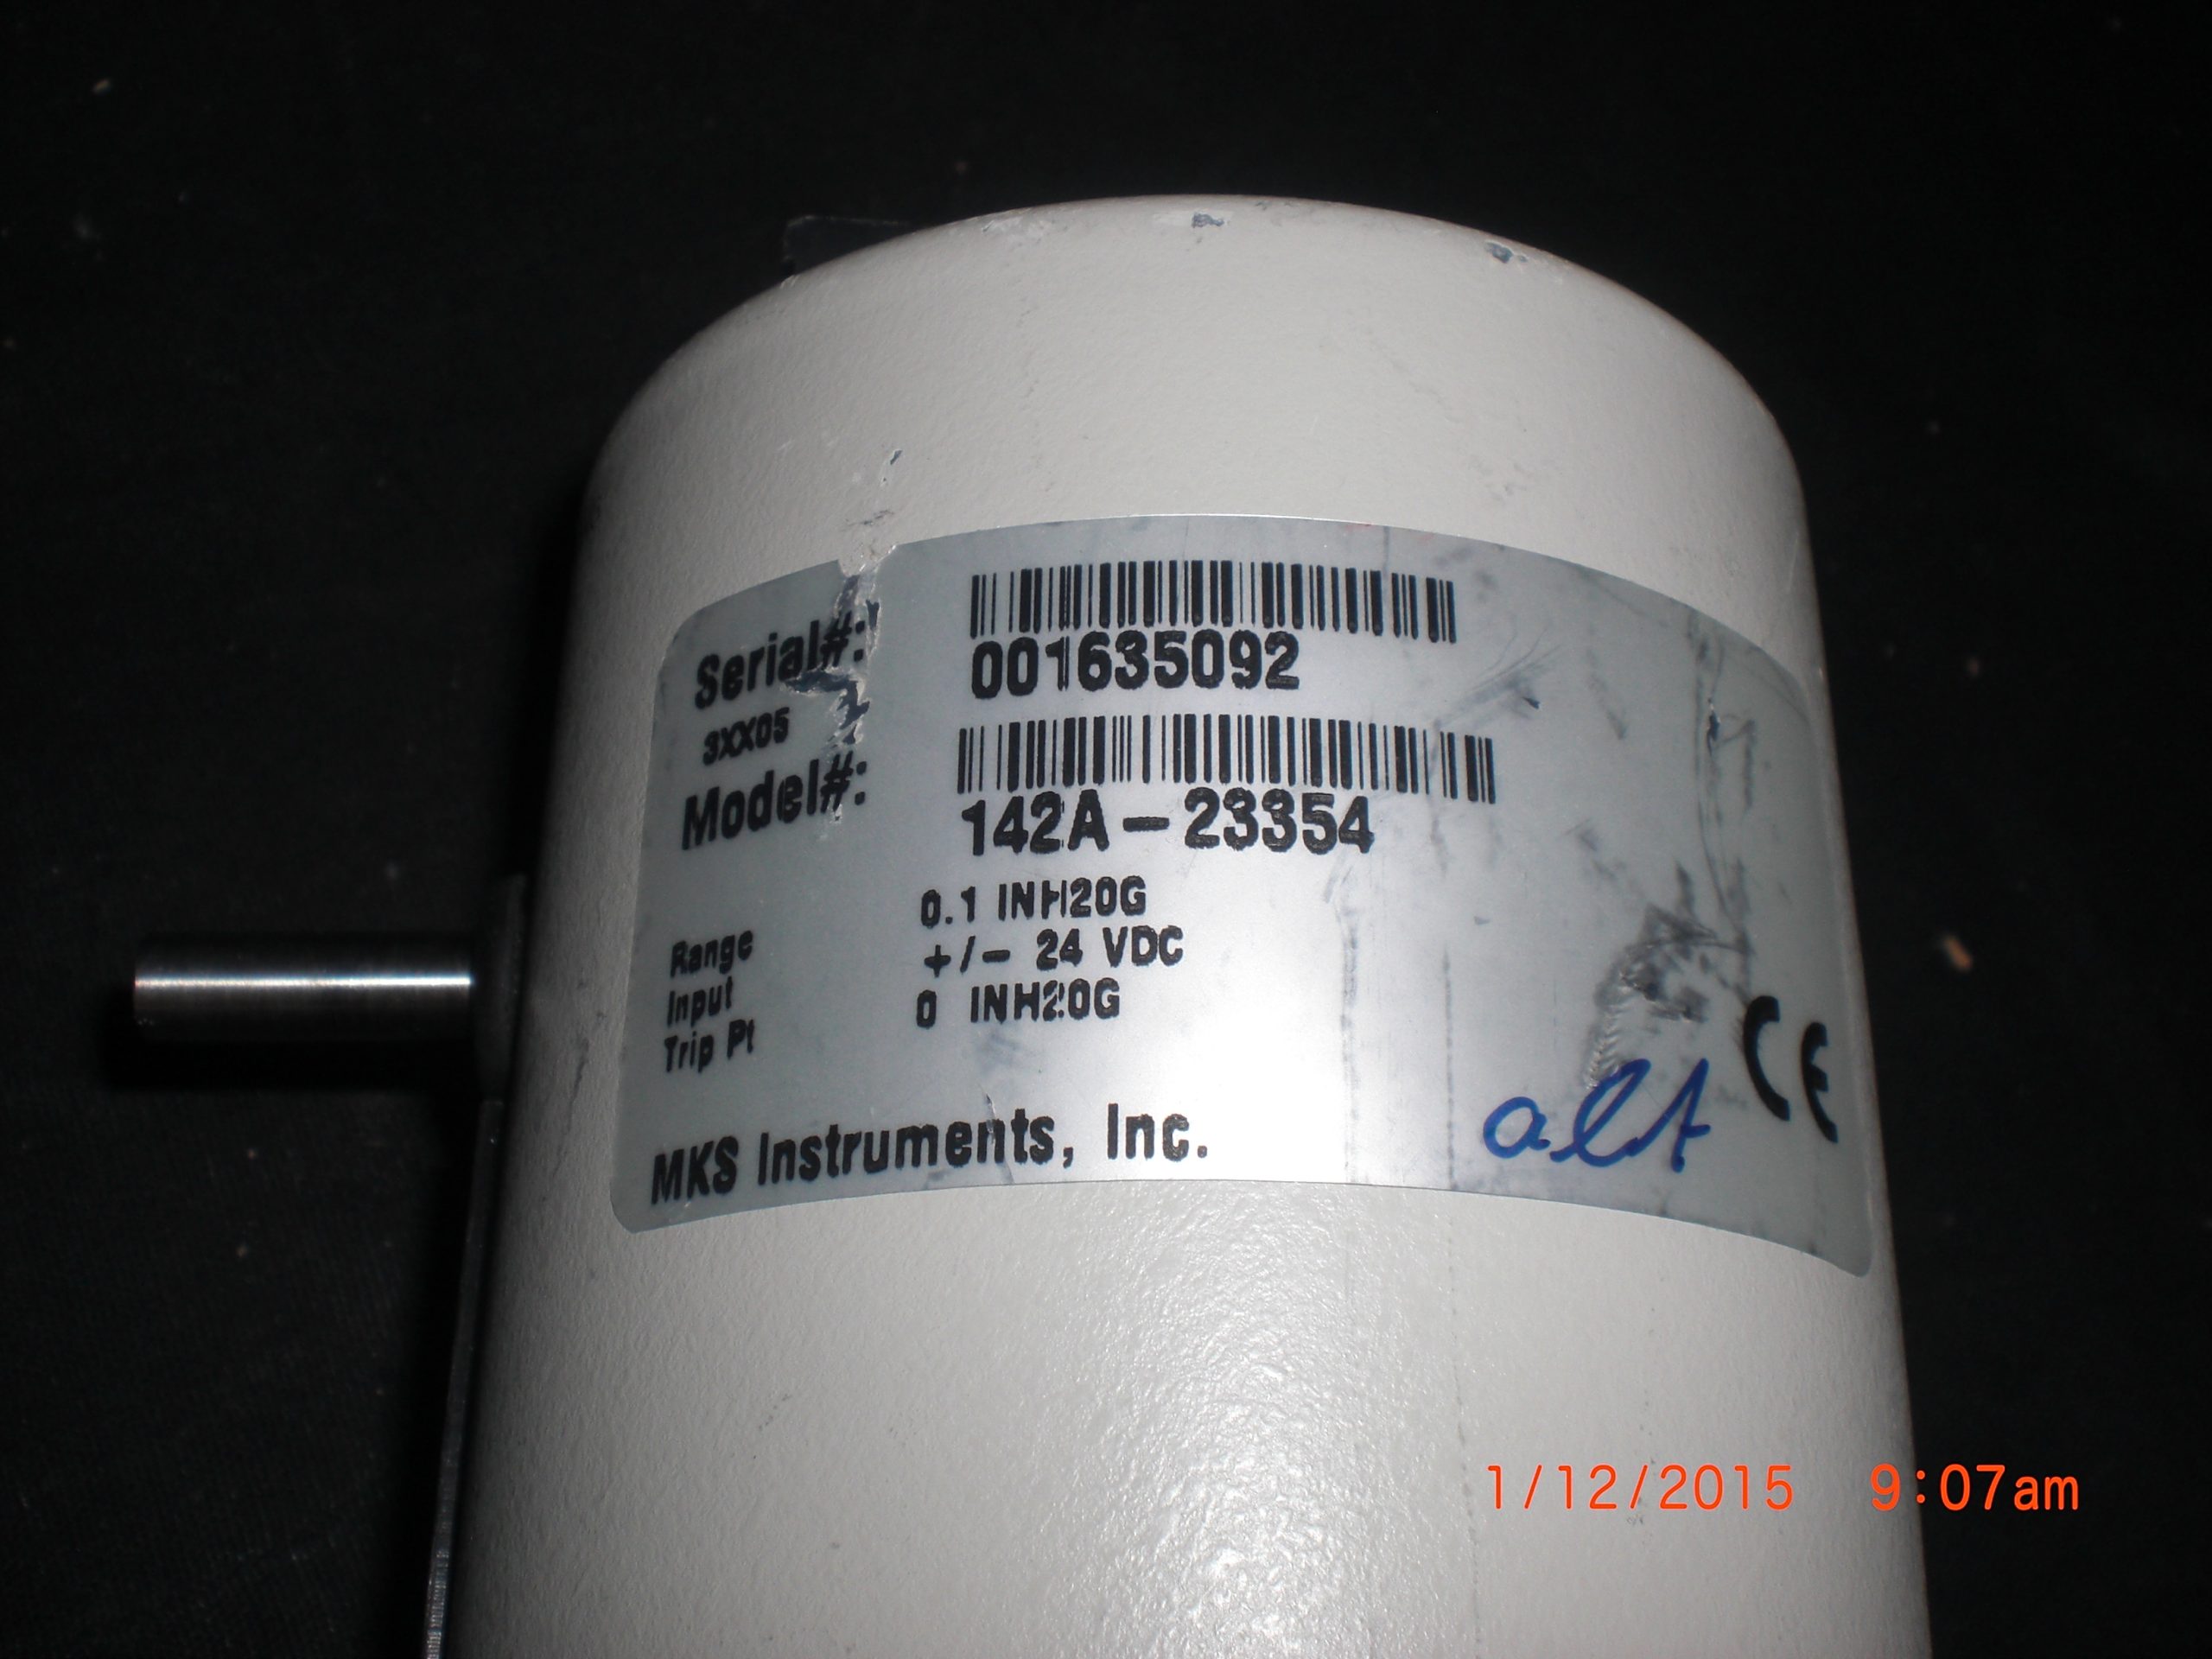 Serial#: 001635092
3XX05
Model#: 142A-23354
Range 0.1 INH20G
Input +/- 24 VDC
Trip Pt 0 INH20G
MKS Instruments, Inc.
alt
CE
1/12/2015 9:07am